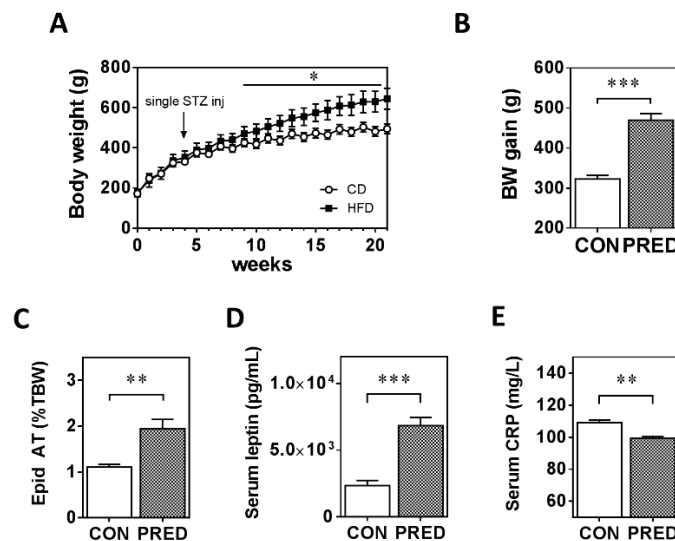 A
Body weight (g)
800
600
400
200
0
single STZ inj
*
CD
HFD
0 5 10 15 20
weeks
B
BW gain (g)
600
500
400
300
200
***
CON PRED
C
Epid AT (%TBW)
3
2
1
0
**
CON PRED
D
Serum leptin (pg/mL)
1.0×10⁴
5.0×10³
0
***
CON PRED
E
Serum CRP (mg/L)
140
120
100
80
60
**
CON PRED